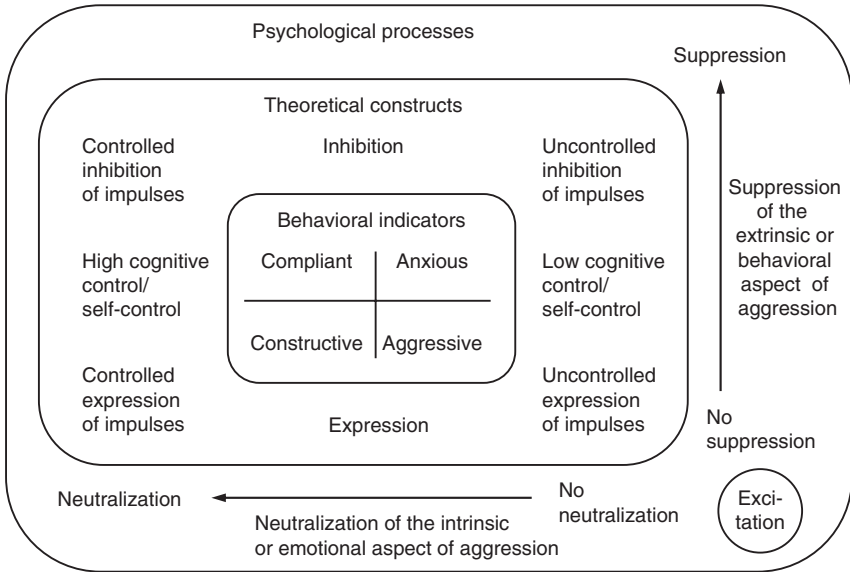 Psychological processes
Suppression
Theoretical constructs
Controlled
inhibition
of impulses
Inhibition
Uncontrolled
inhibition
of impulses
Behavioral indicators
Compliant
Anxious
High cognitive
control/
self-control
Low cognitive
control/
self-control
Constructive
Aggressive
Controlled
expression
of impulses
Expression
Uncontrolled
expression
of impulses
Suppression
of the
extrinsic or
behavioral
aspect of
aggression
No
suppression
Neutralization
No
neutralization
Neutralization of the intrinsic
or emotional aspect of aggression
Exci-
tation